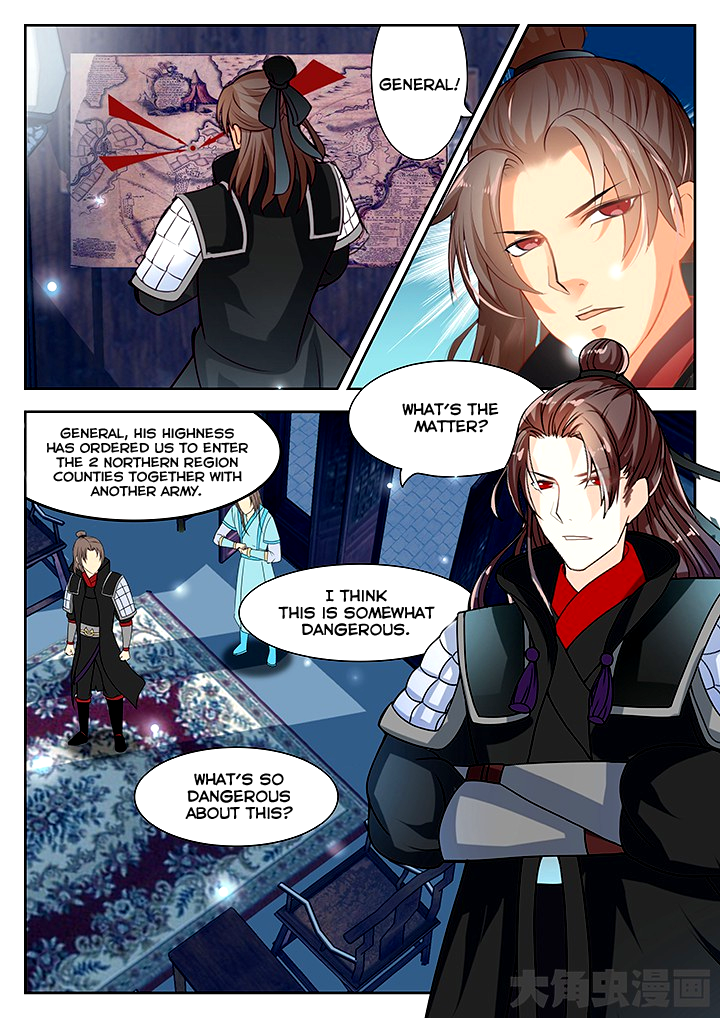 GENERAL!
WHAT'S THE
MATTER?
GENERAL, HIS HIGHNESS
HAS ORDERED US TO ENTER
THE 2 NORTHERN REGION
COUNTIES TOGETHER WITH
ANOTHER ARMY.
I THINK
THIS IS SOMEWHAT
DANGEROUS.
WHAT'S SO
DANGEROUS
ABOUT THIS?
大角虫漫画